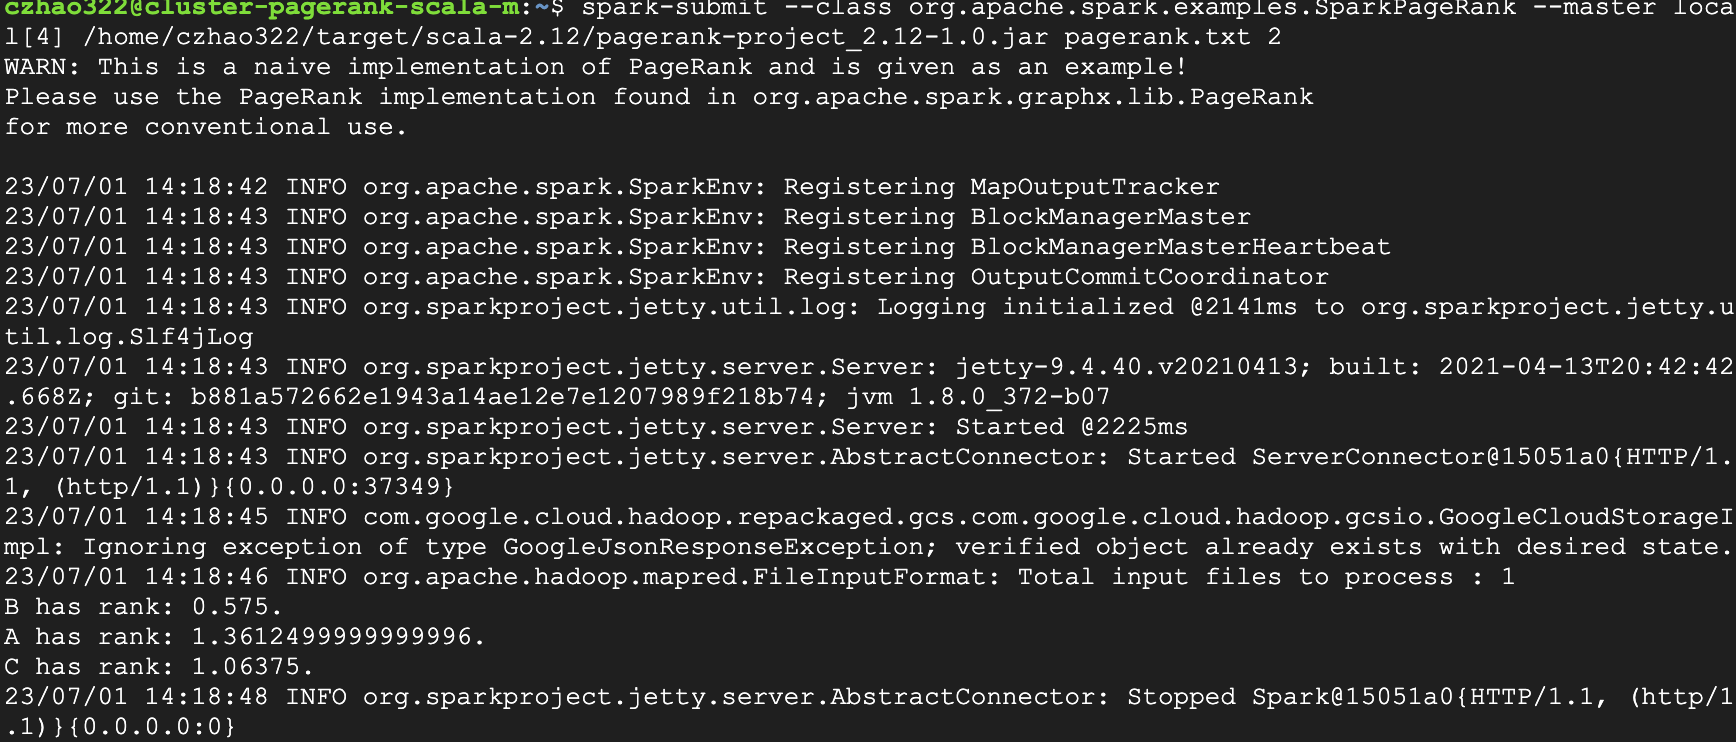 czhao322@cluster-pagerank-scala-m:~$ spark-submit --class org.apache.spark.examples.SparkPageRank --master loca
l[4] /home/czhao322/target/scala-2.12/pagerank-project_2.12-1.0.jar pagerank.txt 2
WARN: This is a naive implementation of PageRank and is given as an example!
Please use the PageRank implementation found in org.apache.spark.graphx.lib.PageRank
for more conventional use.
23/07/01 14:18:42 INFO org.apache.spark.SparkEnv: Registering MapOutputTracker
23/07/01 14:18:43 INFO org.apache.spark.SparkEnv: Registering BlockManagerMaster
23/07/01 14:18:43 INFO org.apache.spark.SparkEnv: Registering BlockManagerMasterHeartbeat
23/07/01 14:18:43 INFO org.apache.spark.SparkEnv: Registering OutputCommitCoordinator
23/07/01 14:18:43 INFO org.sparkproject.jetty.util.log: Logging initialized @2141ms to org.sparkproject.jetty.u
til.log.Slf4jLog
23/07/01 14:18:43 INFO org.sparkproject.jetty.server.Server: jetty-9.4.40.v20210413; built: 2021-04-13T20:42:42
.668Z; git: b881a572662e1943a14ae12e7e1207989f218b74; jvm 1.8.0_372-b07
23/07/01 14:18:43 INFO org.sparkproject.jetty.server.Server: Started @2225ms
23/07/01 14:18:43 INFO org.sparkproject.jetty.server.AbstractConnector: Started ServerConnector@15051a0{HTTP/1.
1, (http/1.1)}{0.0.0.0:37349}
23/07/01 14:18:45 INFO com.google.cloud.hadoop.repackaged.gcs.com.google.cloud.hadoop.gcsio.GoogleCloudStorageI
mpl: Ignoring exception of type GoogleJsonResponseException; verified object already exists with desired state.
23/07/01 14:18:46 INFO org.apache.hadoop.mapred.FileInputFormat: Total input files to process : 1
B has rank: 0.575.
A has rank: 1.3612499999999996.
C has rank: 1.06375.
23/07/01 14:18:48 INFO org.sparkproject.jetty.server.AbstractConnector: Stopped Spark@15051a0{HTTP/1.1, (http/1
.1)}{0.0.0.0:0}